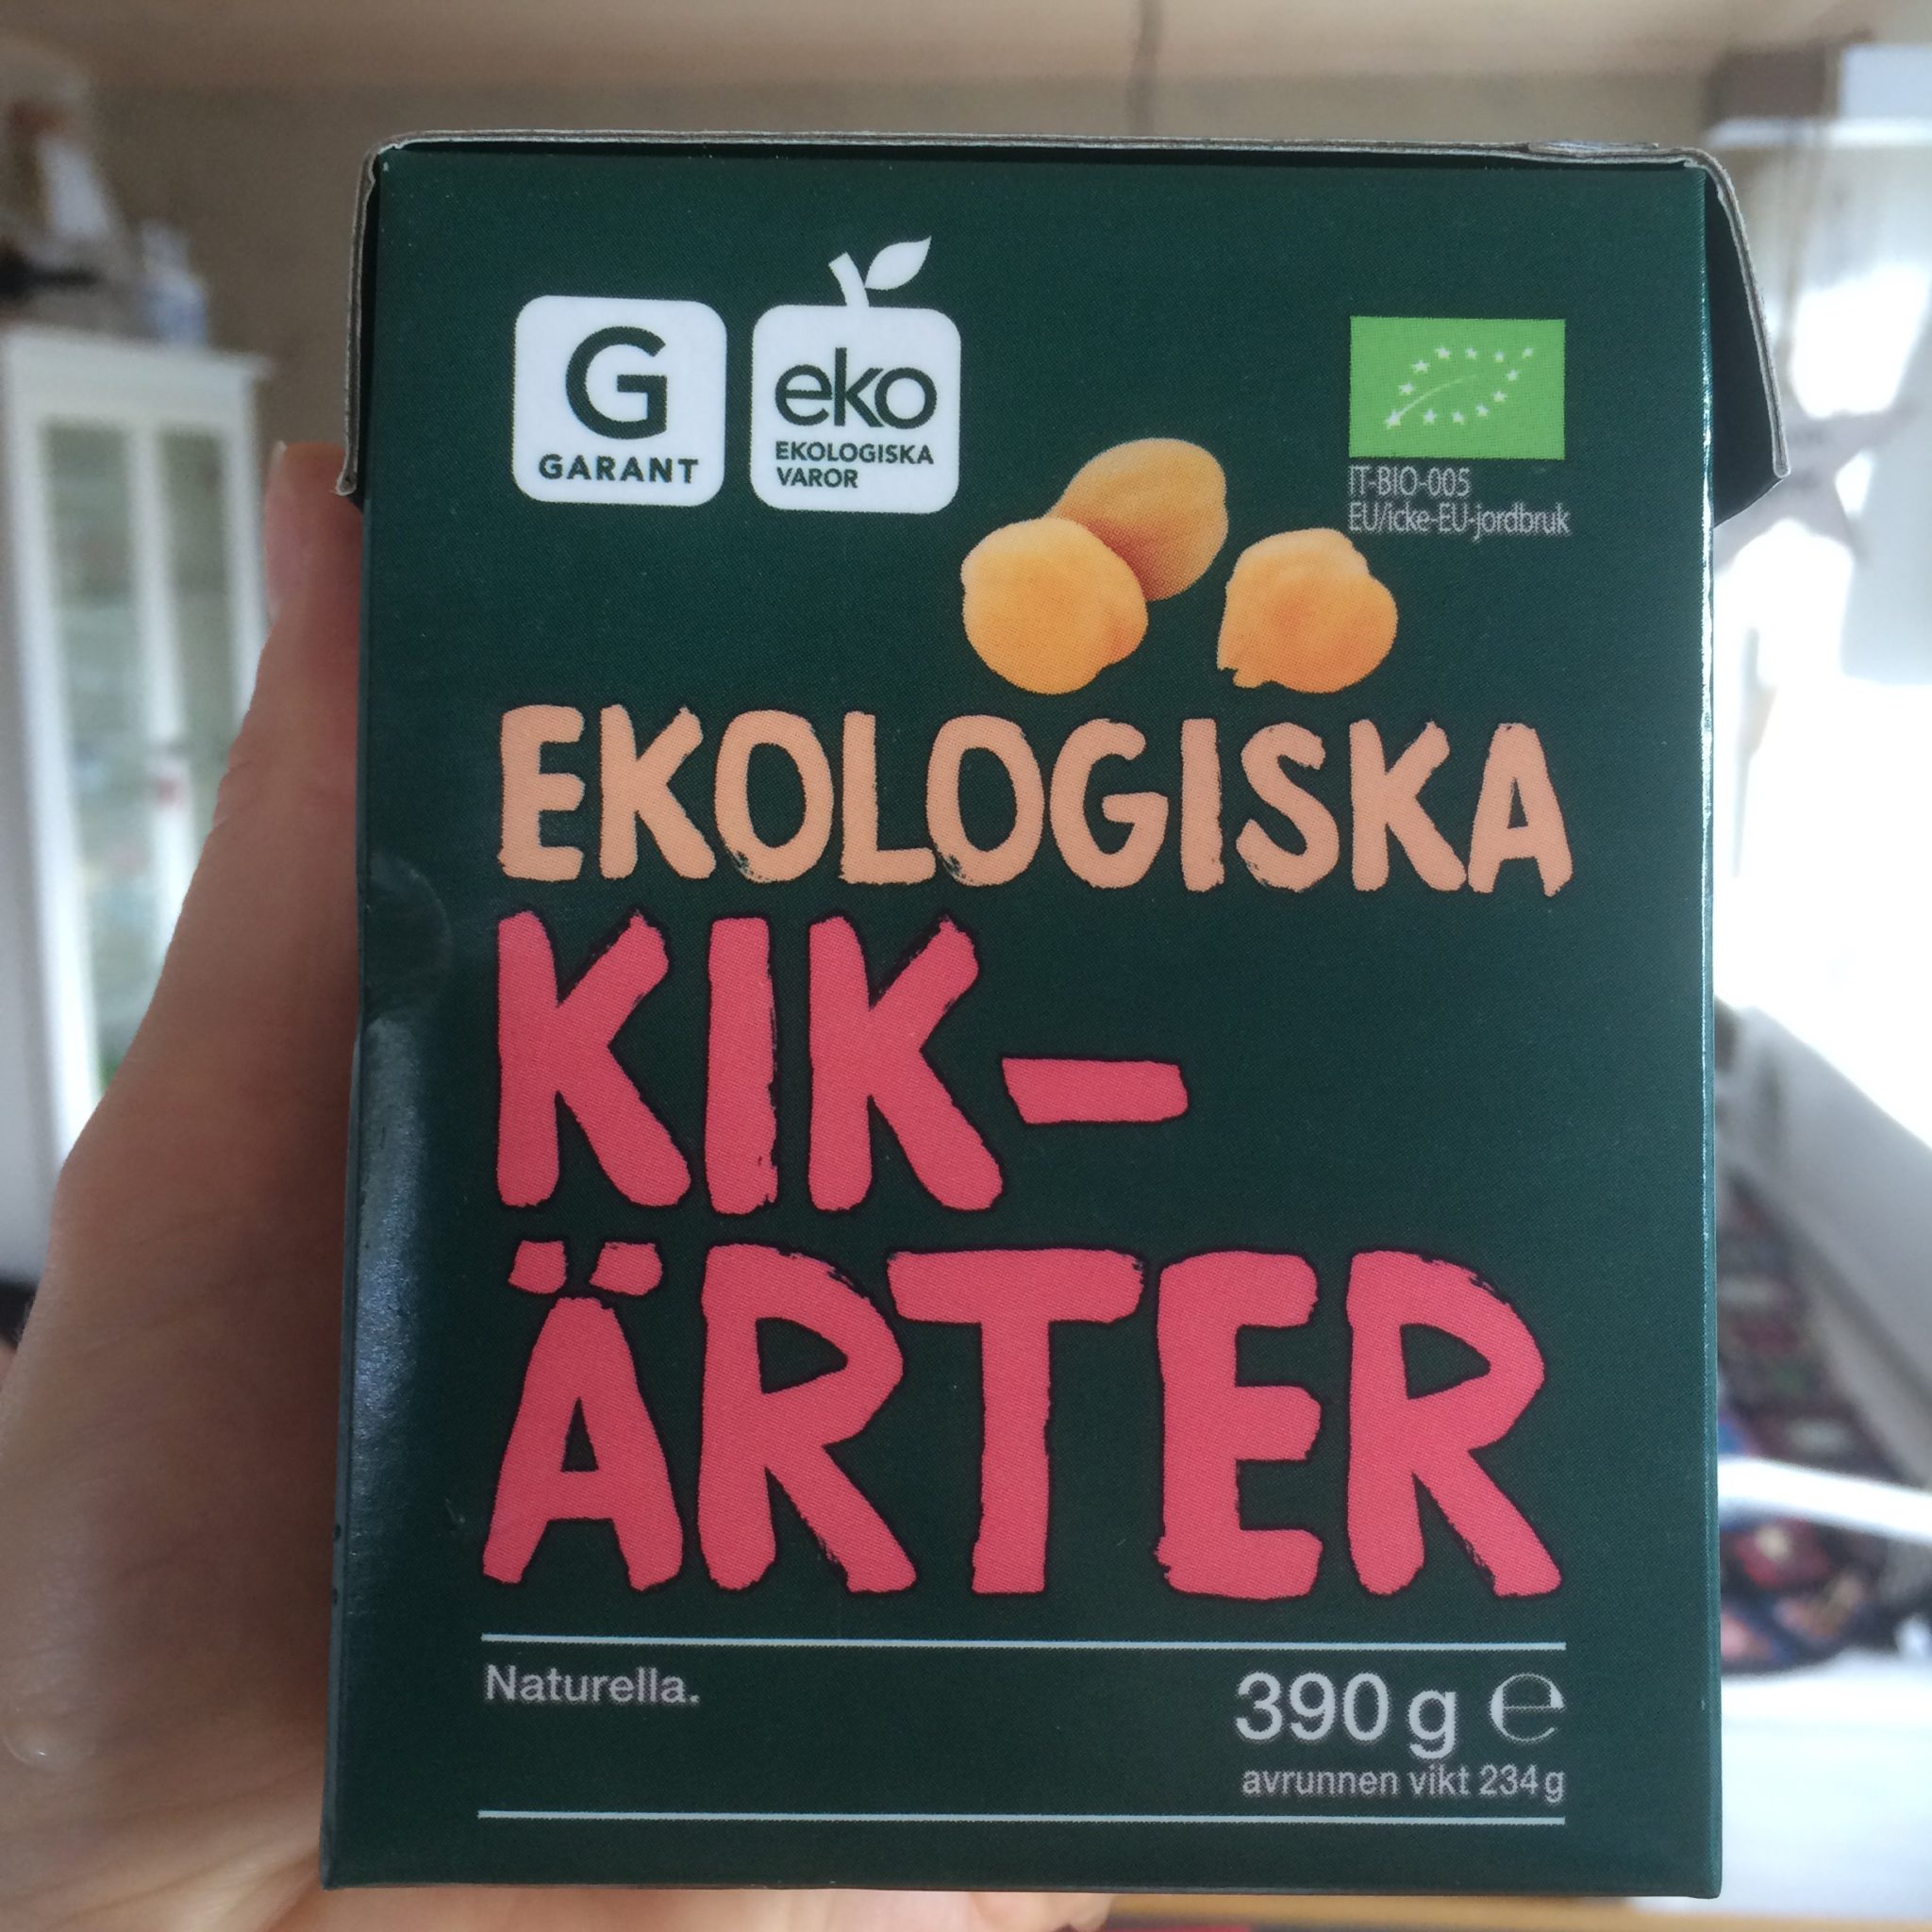 G
GARANT
eko
EKOLOGISKA
VAROR
IT-BIO-005
EU/icke-EU-jordbruk
EKOLOGISKA
KIK-
ÄRTER
Naturella.
390 g ℮
avrunnen vikt 234 g